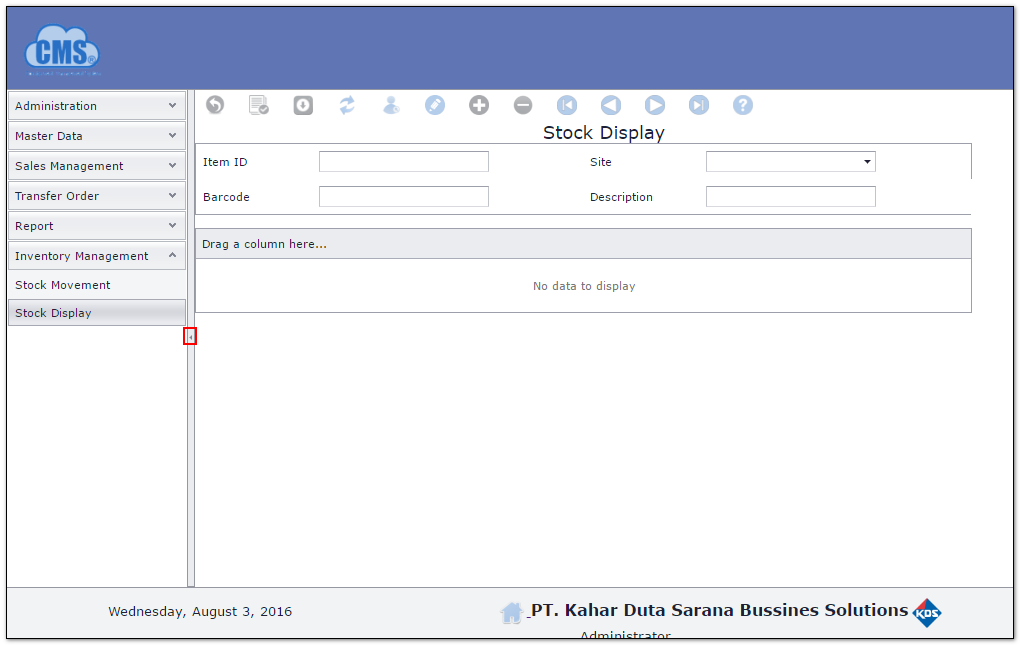 CMS®
Administration
Master Data
Sales Management
Transfer Order
Report
Inventory Management
Stock Movement
Stock Display
Stock Display
Item ID
Site
Barcode
Description
Drag a column here...
No data to display
Wednesday, August 3, 2016
PT. Kahar Duta Sarana Bussines Solutions KDS
Administrator